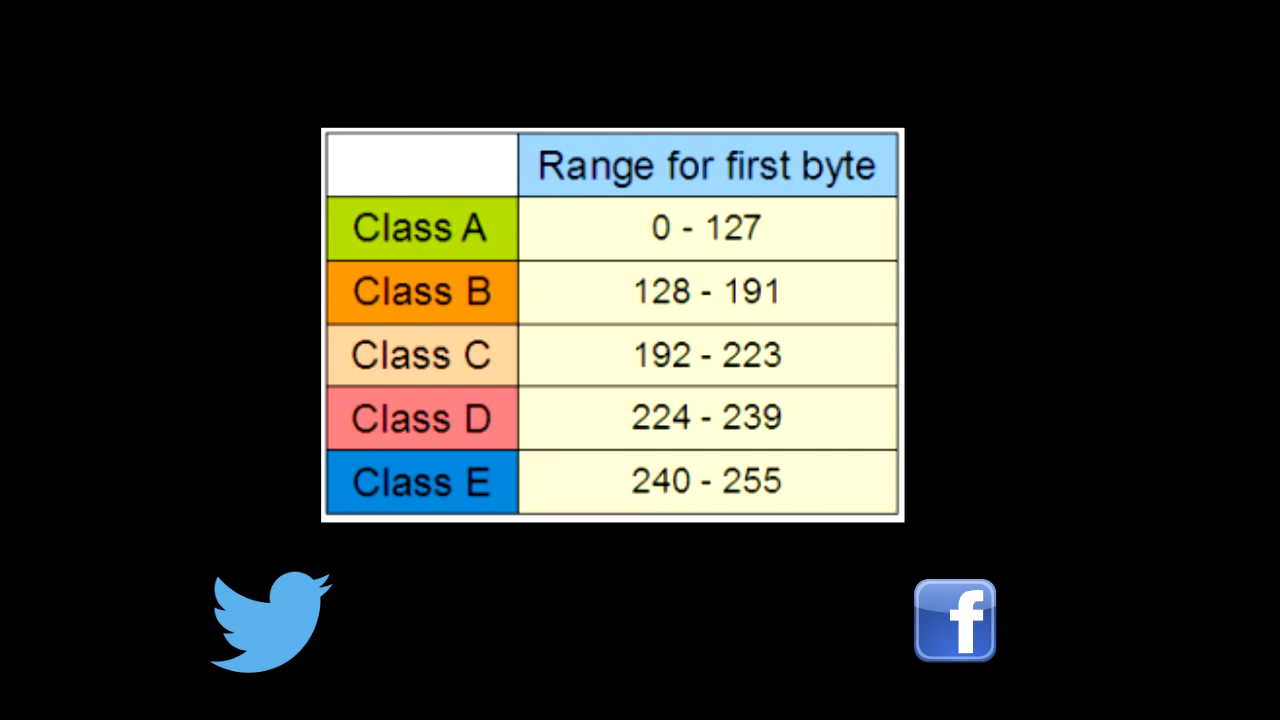 Range for first byte
Class A 0 - 127
Class B 128 - 191
Class C 192 - 223
Class D 224 - 239
Class E 240 - 255
f